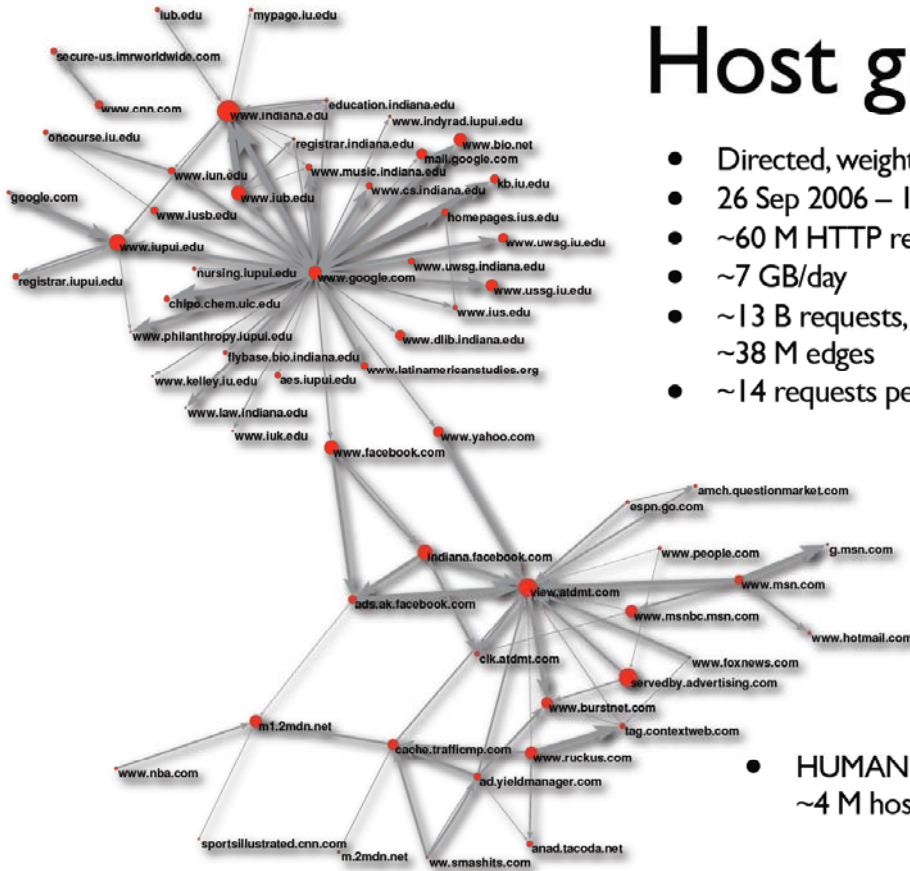 iub.edu
mypage.iu.edu
secure-us.imrworldwide.com
www.cnn.com
www.indiana.edu
education.indiana.edu
www.indyrad.iupui.edu
oncourse.iu.edu
registrar.indiana.edu
www.bio.net
mail.google.com
www.iun.edu
www.music.indiana.edu
kb.iu.edu
www.cs.indiana.edu
google.com
www.iub.edu
www.iusb.edu
homepages.ius.edu
www.iupui.edu
www.uwsg.iu.edu
nursing.iupui.edu
www.google.com
www.uwsg.indiana.edu
registrar.iupui.edu
www.ussg.iu.edu
chipo.chem.uic.edu
www.ius.edu
www.philanthropy.iupui.edu
www.dlib.indiana.edu
flybase.bio.indiana.edu
www.latinamericanstudies.org
www.kelley.iu.edu
aes.iupui.edu
www.law.indiana.edu
www.iuk.edu
www.yahoo.com
www.facebook.com
amch.questionmarket.com
espn.go.com
indiana.facebook.com
www.people.com
g.msn.com
view.atdmt.com
www.msn.com
ads.ak.facebook.com
www.msnbc.msn.com
www.hotmail.com
clk.atdmt.com
www.foxnews.com
servedby.advertising.com
www.burstnet.com
m1.2mdn.net
tag.contextweb.com
cache.trafficmp.com
www.ruckus.com
www.nba.com
ad.yieldmanager.com
sportsillustrated.cnn.com
m.2mdn.net
ww.smashits.com
anad.tacoda.net
Host g
• Directed, weight
• 26 Sep 2006 – 1
• ~60 M HTTP re
• ~7 GB/day
• ~13 B requests,
~38 M edges
• ~14 requests pe
• HUMAN
~4 M hos